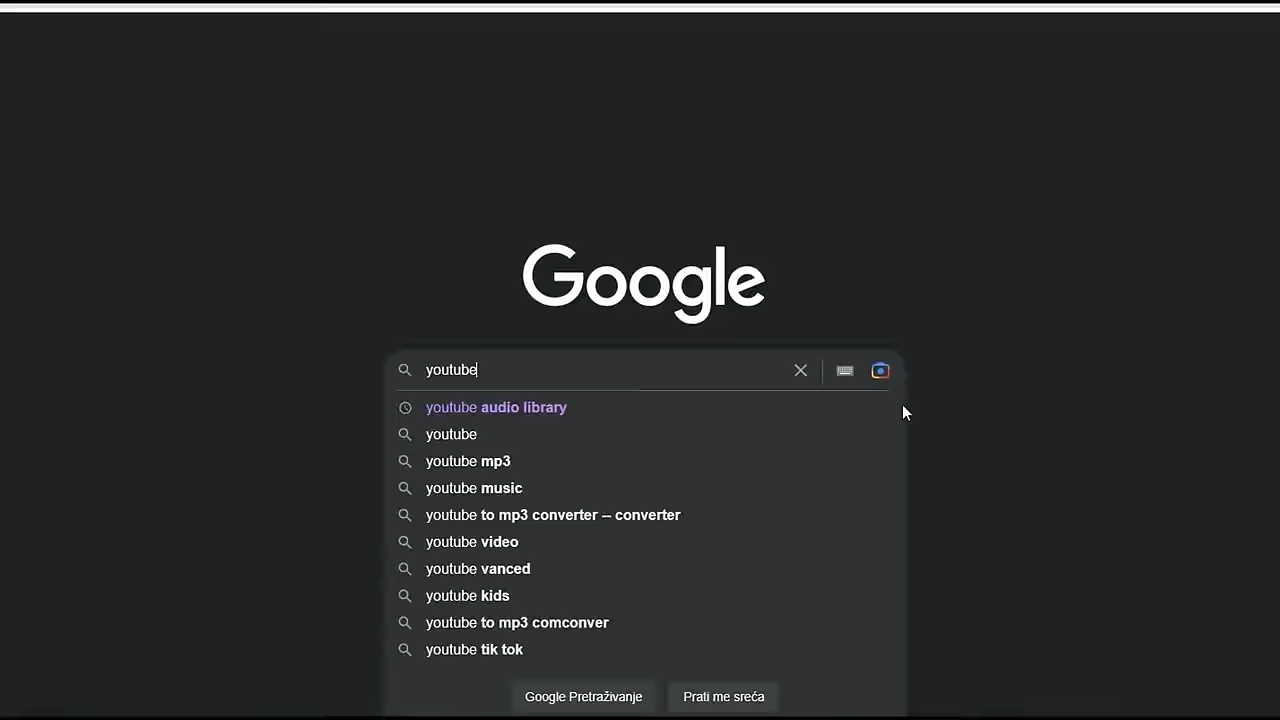 Google
youtube
youtube audio library
youtube
youtube mp3
youtube music
youtube to mp3 converter – converter
youtube video
youtube vanced
youtube kids
youtube to mp3 comconver
youtube tik tok
Google Pretraživanje
Prati me sreća